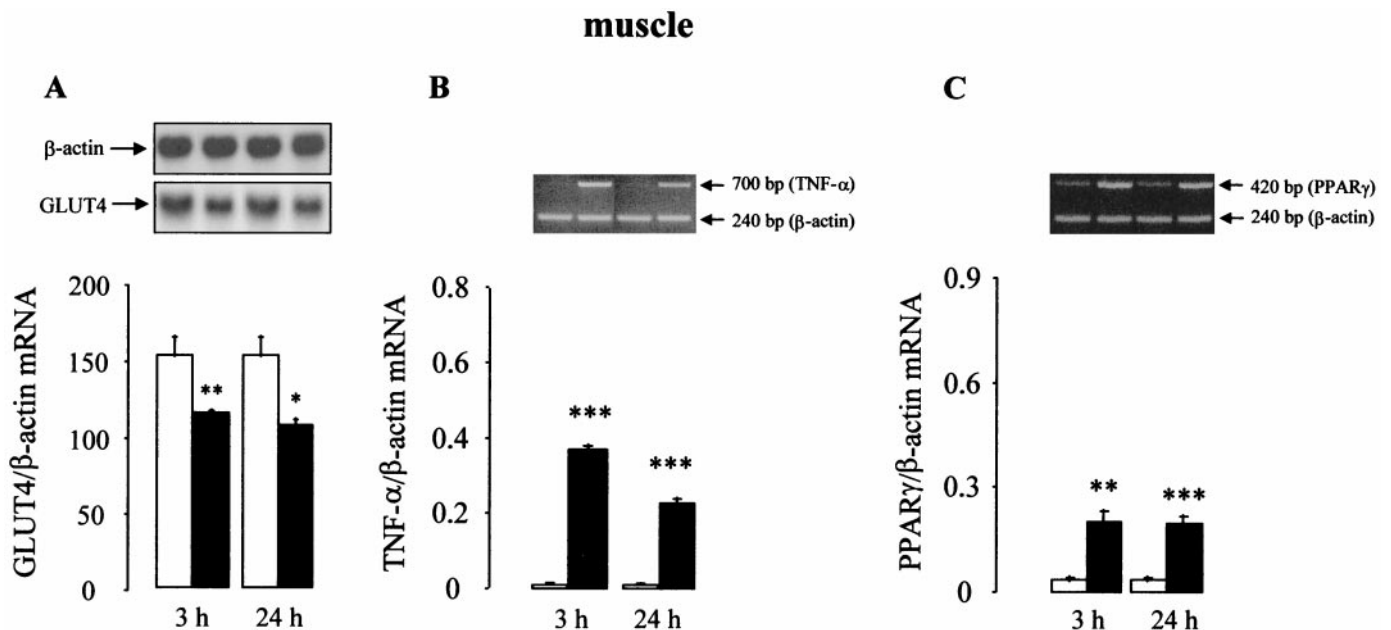 muscle
A
β-actin
GLUT4
GLUT4/β-actin mRNA
200
150
100
50
0
**
*
3 h
24 h
B
700 bp (TNF-α)
240 bp (β-actin)
TNF-α/β-actin mRNA
0.8
0.6
0.4
0.2
0
***
***
3 h
24 h
C
420 bp (PPARγ)
240 bp (β-actin)
PPARγ/β-actin mRNA
0.9
0.6
0.3
0
**
***
3 h
24 h